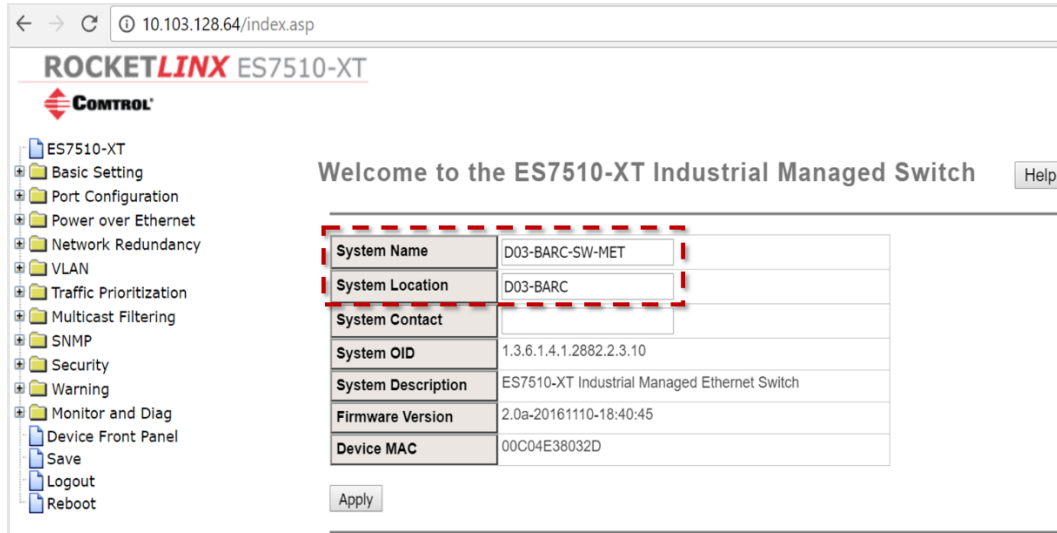 10.103.128.64/index.asp
ROCKETLINX ES7510-XT
COMTROL
ES7510-XT
Basic Setting
Port Configuration
Power over Ethernet
Network Redundancy
VLAN
Traffic Prioritization
Multicast Filtering
SNMP
Security
Warning
Monitor and Diag
Device Front Panel
Save
Logout
Reboot
Welcome to the ES7510-XT Industrial Managed Switch
Help
System Name D03-BARC-SW-MET
System Location D03-BARC
System Contact
System OID 1.3.6.1.4.1.2882.2.3.10
System Description ES7510-XT Industrial Managed Ethernet Switch
Firmware Version 2.0a-20161110-18:40:45
Device MAC 00C04E38032D
Apply